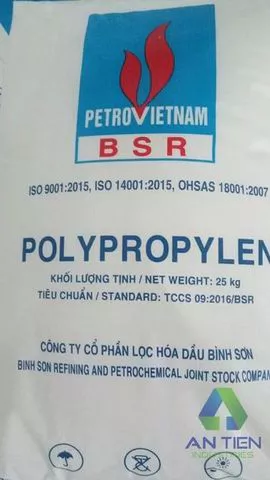 PETROVIETNAM
BSR
ISO 9001:2015, ISO 14001:2015, OHSAS 18001:2007
POLYPROPYLEN
KHỐI LƯỢNG TỊNH / NET WEIGHT: 25 kg
TIÊU CHUẨN / STANDARD: TCCS 09:2016/BSR
CÔNG TY CỔ PHẦN LỌC HÓA DẦU BÌNH SƠN
BINH SON REFINING AND PETROCHEMICAL JOINT STOCK COMPAN
AN TIEN
INDUSTRIES